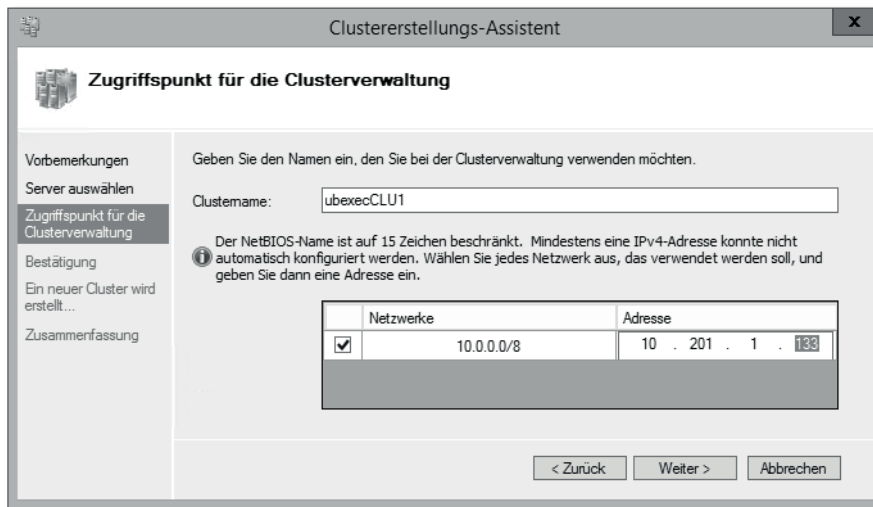 Clustererstellungs-Assistent
x
Zugriffspunkt für die Clusterverwaltung
Vorbemerkungen
Server auswählen
Zugriffspunkt für die
Clusterverwaltung
Bestätigung
Ein neuer Cluster wird
erstellt...
Zusammenfassung
Geben Sie den Namen ein, den Sie bei der Clusterverwaltung verwenden möchten.
Clustername: ubexecCLU1
Der NetBIOS-Name ist auf 15 Zeichen beschränkt. Mindestens eine IPv4-Adresse konnte nicht
automatisch konfiguriert werden. Wählen Sie jedes Netzwerk aus, das verwendet werden soll, und
geben Sie dann eine Adresse ein.
Netzwerke Adresse
10.0.0.0/8 10 . 201 . 1 . 133
< Zurück Weiter > Abbrechen